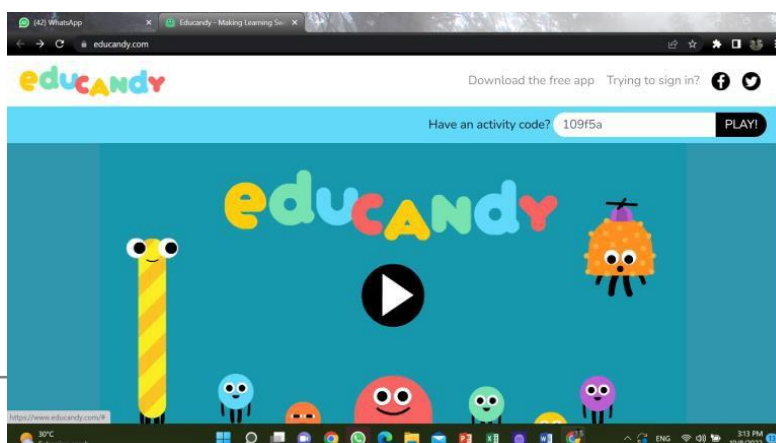 (42) WhatsApp
Educandy - Making Learning Swe
educandy.com
educandy
Download the free app Trying to sign in?
Have an activity code? 109f5a PLAY!
educandy
https://www.educandy.com/#
30°C
ENG 3:13 PM